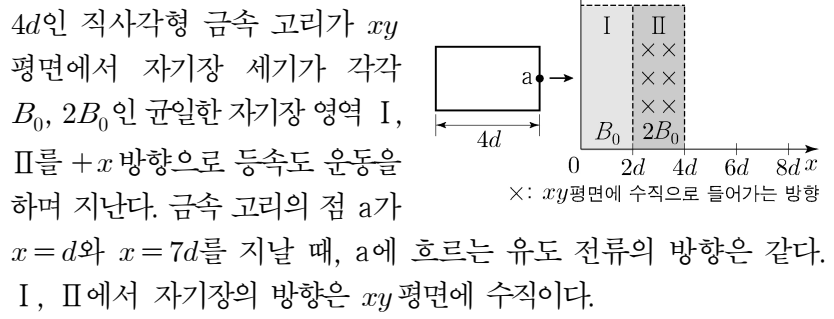 4d인 직사각형 금속 고리가 xy
평면에서 자기장 세기가 각각
B₀, 2B₀인 균일한 자기장 영역 Ⅰ,
Ⅱ를 +x 방향으로 등속도 운동을
하며 지난다. 금속 고리의 점 a가
x=d와 x=7d를 지날 때, a에 흐르는 유도 전류의 방향은 같다.
Ⅰ, Ⅱ에서 자기장의 방향은 xy 평면에 수직이다.
Ⅰ Ⅱ
××
a ××
××
4d B₀ 2B₀
0 2d 4d 6d 8d x
×: xy평면에 수직으로 들어가는 방향